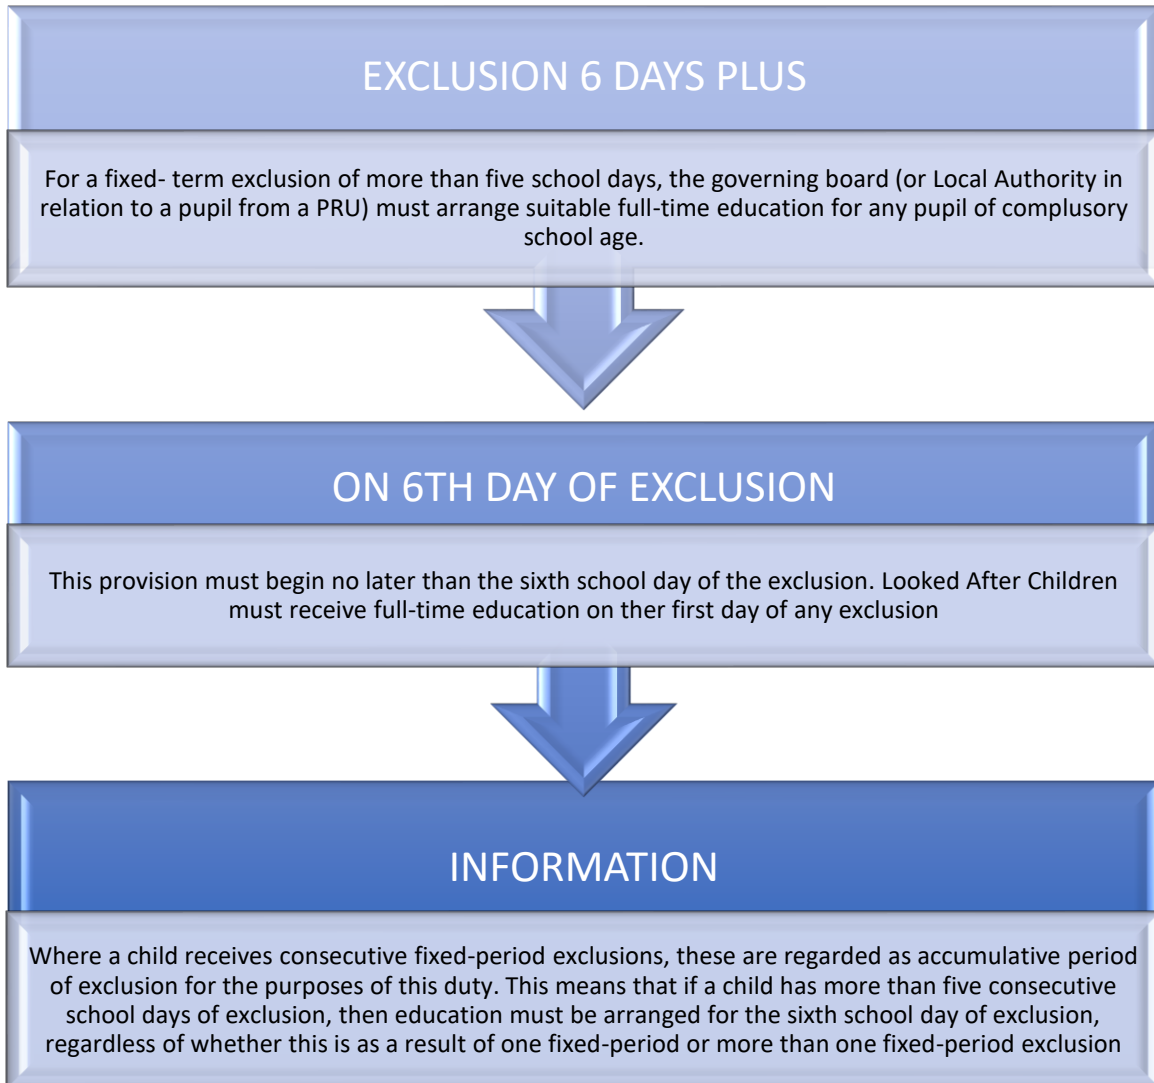 EXCLUSION 6 DAYS PLUS
For a fixed- term exclusion of more than five school days, the governing board (or Local Authority in
relation to a pupil from a PRU) must arrange suitable full-time education for any pupil of complusory
school age.
ON 6TH DAY OF EXCLUSION
This provision must begin no later than the sixth school day of the exclusion. Looked After Children
must receive full-time education on ther first day of any exclusion
INFORMATION
Where a child receives consecutive fixed-period exclusions, these are regarded as accumulative period
of exclusion for the purposes of this duty. This means that if a child has more than five consecutive
school days of exclusion, then education must be arranged for the sixth school day of exclusion,
regardless of whether this is as a result of one fixed-period or more than one fixed-period exclusion